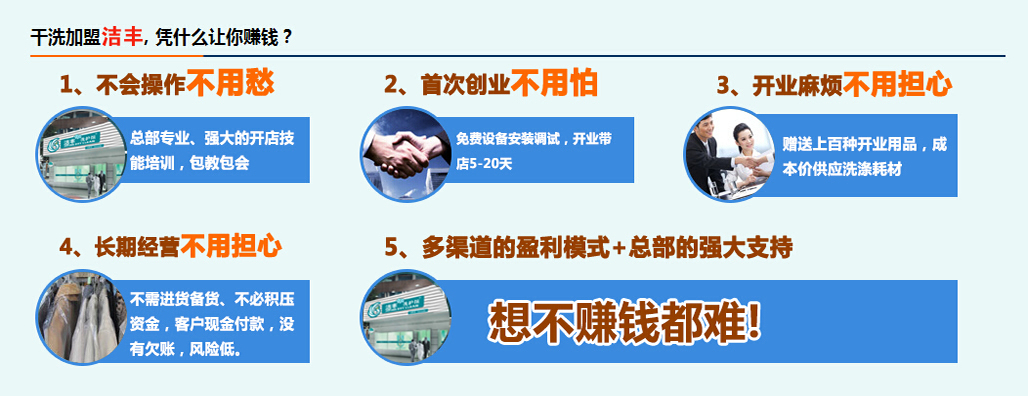 干洗加盟洁丰, 凭什么让你赚钱？
1、不会操作不用愁
总部专业、强大的开店技
能培训，包教包会
2、首次创业不用怕
免费设备安装调试，开业带
店5-20天
3、开业麻烦不用担心
赠送上百种开业用品，成
本价供应洗涤耗材
4、长期经营不用担心
不需进货备货、不必积压
资金，客户现金付款，没
有欠账，风险低。
5、多渠道的盈利模式+总部的强大支持
想不赚钱都难!